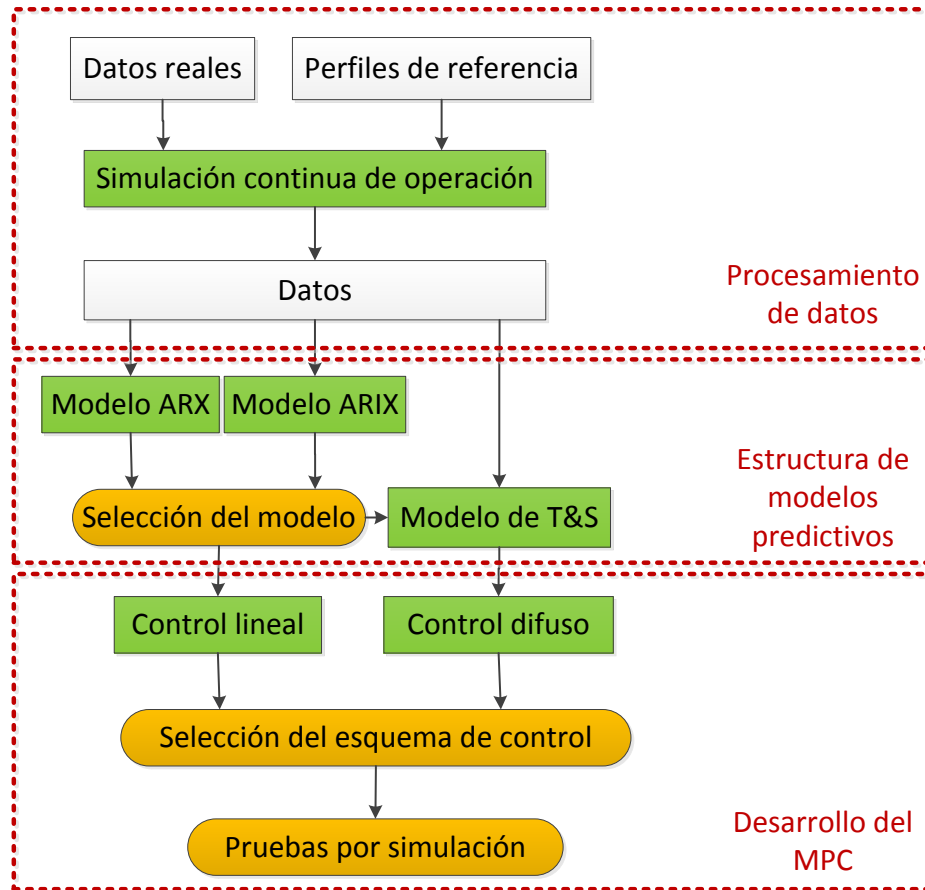 Datos reales
Perfiles de referencia
Simulación continua de operación
Datos
Procesamiento
de datos
Modelo ARX
Modelo ARIX
Selección del modelo
Modelo de T&S
Estructura de
modelos
predictivos
Control lineal
Control difuso
Selección del esquema de control
Pruebas por simulación
Desarrollo del
MPC